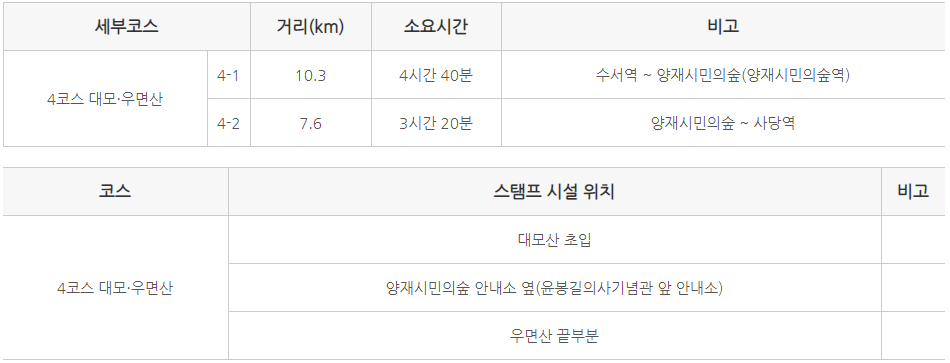 세부코스 거리(km) 소요시간 비고
4코스 대모·우면산 4-1 10.3 4시간 40분 수서역 ~ 양재시민의숲(양재시민의숲역)
4-2 7.6 3시간 20분 양재시민의숲 ~ 사당역
코스 스탬프 시설 위치 비고
4코스 대모·우면산
대모산 초입
양재시민의숲 안내소 옆(윤봉길의사기념관 앞 안내소)
우면산 끝부분